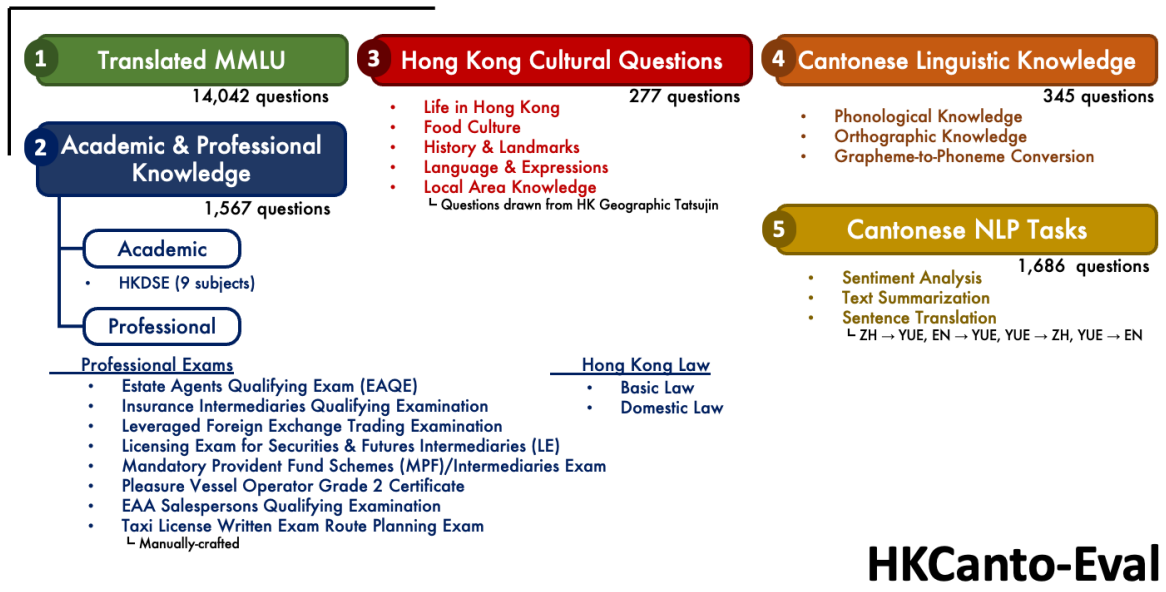 1 Translated MMLU
14,042 questions
2 Academic & Professional
Knowledge
1,567 questions
Academic
• HKDSE (9 subjects)
Professional
Professional Exams
• Estate Agents Qualifying Exam (EAQE)
• Insurance Intermediaries Qualifying Examination
• Leveraged Foreign Exchange Trading Examination
• Licensing Exam for Securities & Futures Intermediaries (LE)
• Mandatory Provident Fund Schemes (MPF)/Intermediaries Exam
• Pleasure Vessel Operator Grade 2 Certificate
• EAA Salespersons Qualifying Examination
• Taxi License Written Exam Route Planning Exam
┗ Manually-crafted
Hong Kong Law
• Basic Law
• Domestic Law
3 Hong Kong Cultural Questions
277 questions
• Life in Hong Kong
• Food Culture
• History & Landmarks
• Language & Expressions
• Local Area Knowledge
┗ Questions drawn from HK Geographic Tatsujin
4 Cantonese Linguistic Knowledge
345 questions
• Phonological Knowledge
• Orthographic Knowledge
• Grapheme-to-Phoneme Conversion
5 Cantonese NLP Tasks
1,686 questions
• Sentiment Analysis
• Text Summarization
• Sentence Translation
┗ ZH → YUE, EN → YUE, YUE → ZH, YUE → EN
HKCanto-Eval